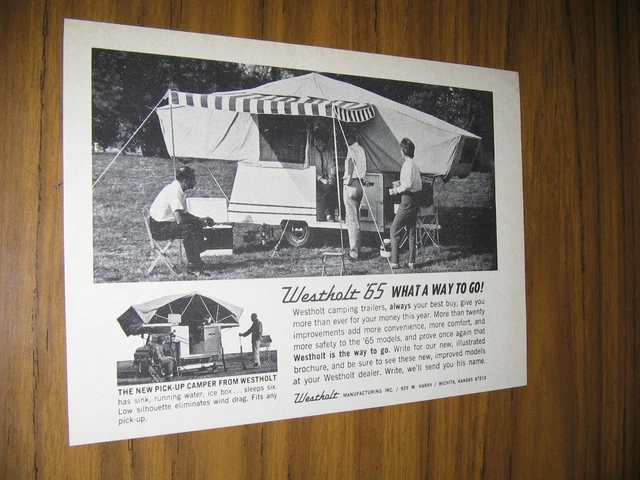 Westholt '65 WHAT A WAY TO GO!
Westholt camping trailers, always your best buy, give you
more than ever for your money this year. More than twenty
improvements add more convenience, more comfort, and
more safety to the '65 models, and prove once again that
Westholt is the way to go. Write for our new, illustrated
brochure, and be sure to see these new, improved models
at your Westholt dealer. Write, we'll send you his name.
Westholt MANUFACTURING INC. / 925 W. HARRY / WICHITA, KANSAS 67213
THE NEW PICK-UP CAMPER FROM WESTHOLT
has sink, running water, ice box... sleeps six.
Low silhouette eliminates wind drag. Fits any
pick-up.